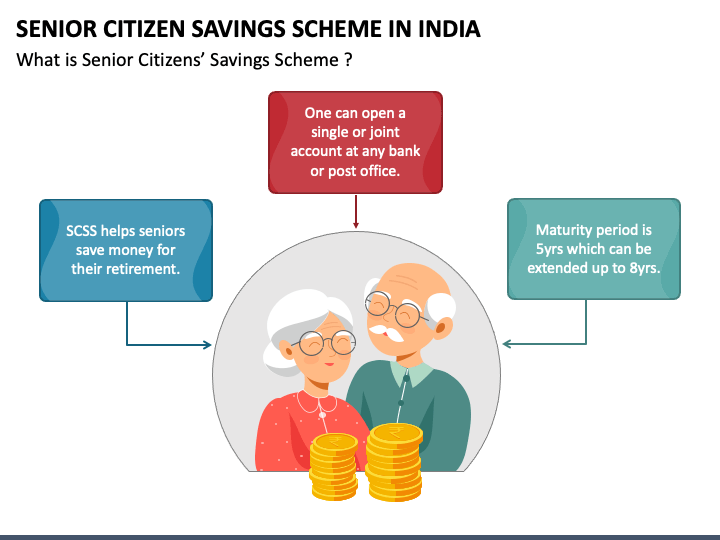 SENIOR CITIZEN SAVINGS SCHEME IN INDIA
What is Senior Citizens’ Savings Scheme ?
One can open a
single or joint
account at any bank
or post office.
SCSS helps seniors
save money for
their retirement.
Maturity period is
5yrs which can be
extended up to 8yrs.